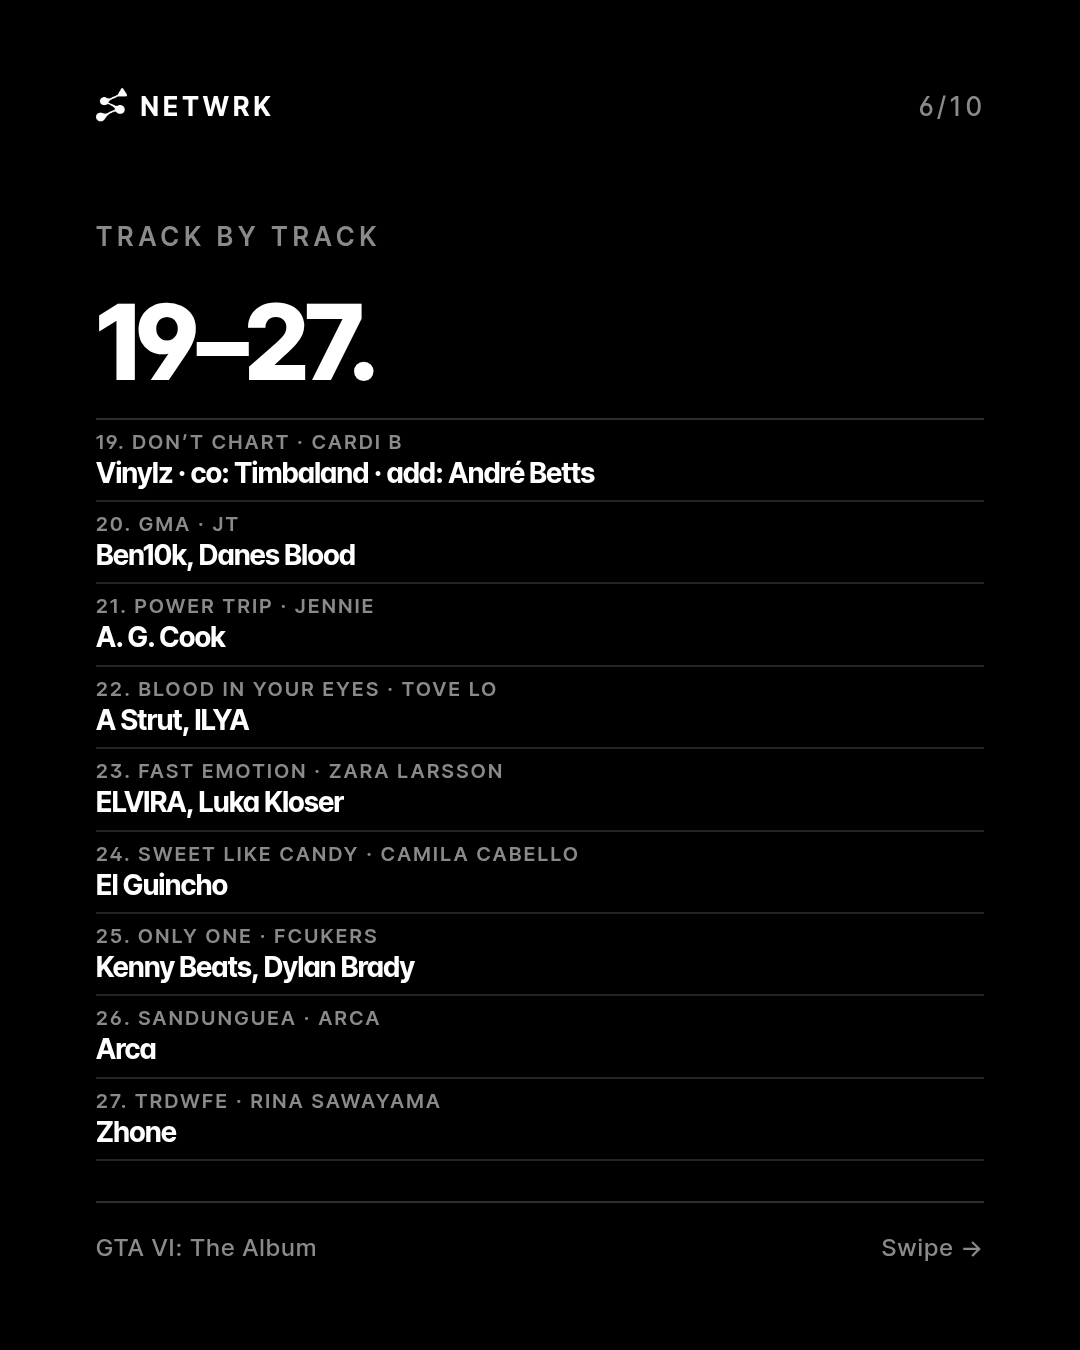 NETWRK
6/10
TRACK BY TRACK
19–27.
19. DON’T CHART · CARDI B
Vinylz · co: Timbaland · add: André Betts
20. GMA · JT
Ben10k, Danes Blood
21. POWER TRIP · JENNIE
A. G. Cook
22. BLOOD IN YOUR EYES · TOVE LO
A Strut, ILYA
23. FAST EMOTION · ZARA LARSSON
ELVIRA, Luka Kloser
24. SWEET LIKE CANDY · CAMILA CABELLO
El Guincho
25. ONLY ONE · FCUKERS
Kenny Beats, Dylan Brady
26. SANDUNGUEA · ARCA
Arca
27. TRDWFE · RINA SAWAYAMA
Zhone
GTA VI: The Album
Swipe →